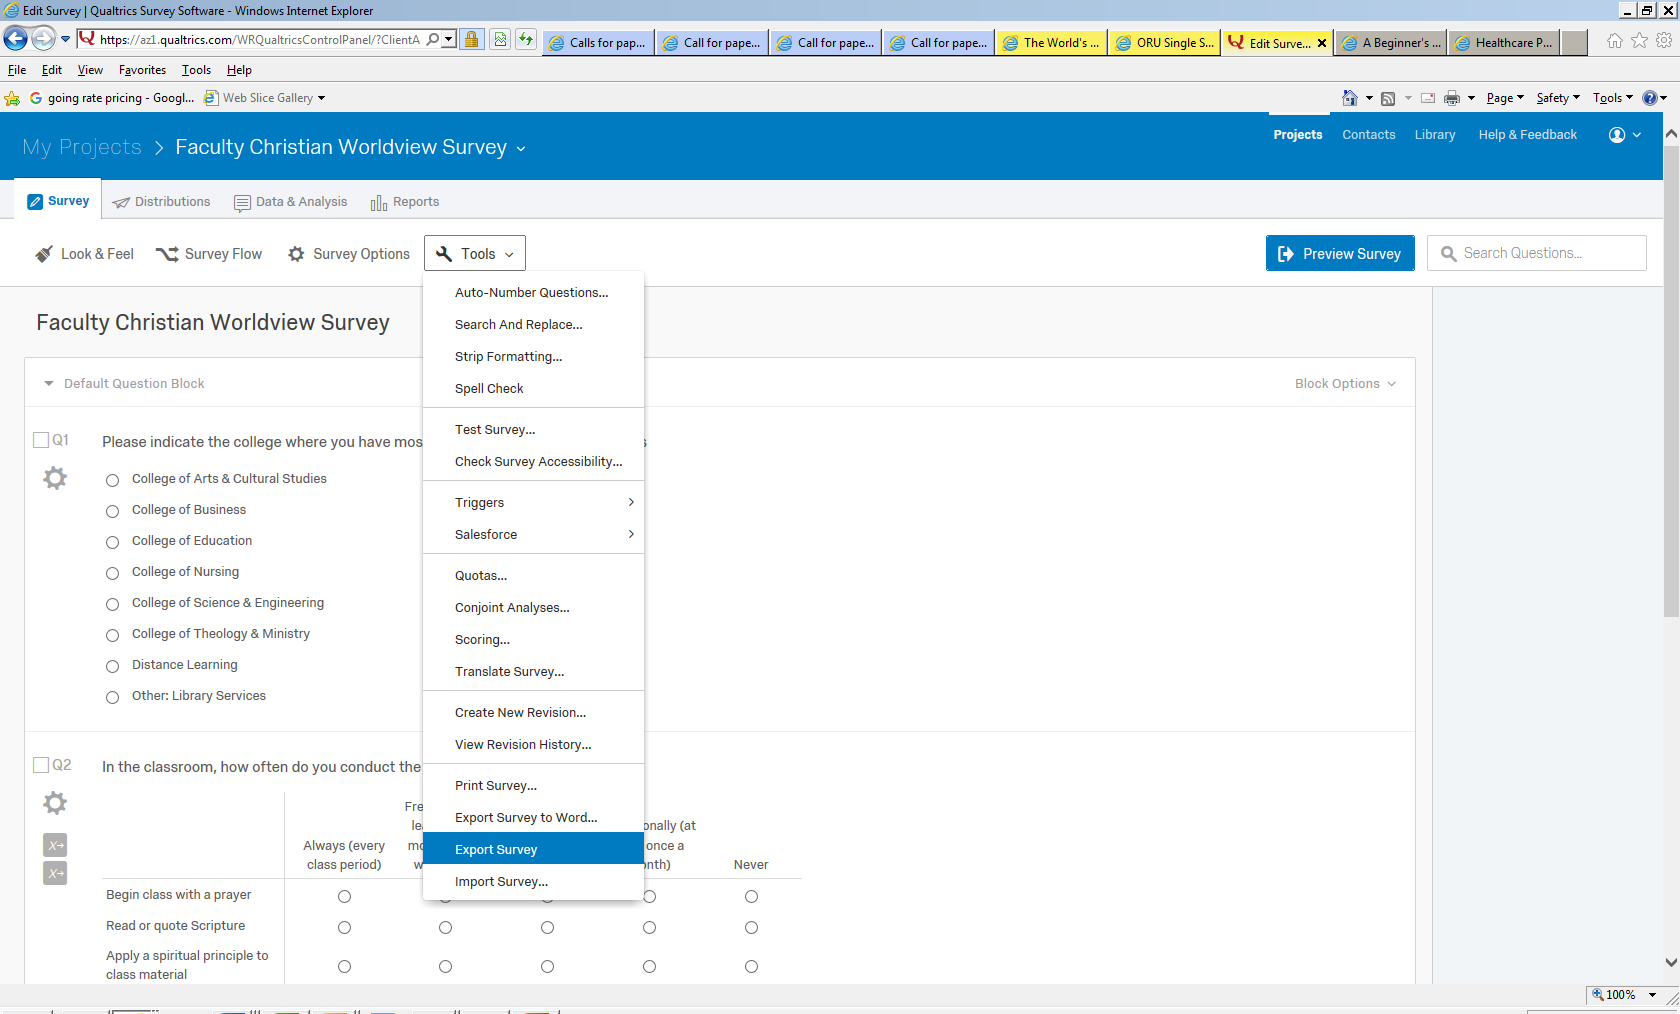 Edit Survey | Qualtrics Survey Software - Windows Internet Explorer
https://az1.qualtrics.com/WRQualtricsControlPanel/?ClientA
Calls for pap...
Call for pape...
Call for pape...
Call for pape...
The World's ...
ORU Single S...
Edit Surve...
A Beginner's ...
Healthcare P...
File Edit View Favorites Tools Help
going rate pricing - Googl...
Web Slice Gallery
Page Safety Tools
My Projects > Faculty Christian Worldview Survey
Projects Contacts Library Help & Feedback
Survey Distributions Data & Analysis Reports
Look & Feel Survey Flow Survey Options Tools
Preview Survey
Search Questions...
Auto-Number Questions...
Search And Replace...
Strip Formatting...
Spell Check
Test Survey...
Check Survey Accessibility...
Triggers
Salesforce
Quotas...
Conjoint Analyses...
Scoring...
Translate Survey...
Create New Revision...
View Revision History...
Print Survey...
Export Survey to Word...
Export Survey
Import Survey...
Faculty Christian Worldview Survey
Default Question Block
Block Options
Q1
Please indicate the college where you have mos
College of Arts & Cultural Studies
College of Business
College of Education
College of Nursing
College of Science & Engineering
College of Theology & Ministry
Distance Learning
Other: Library Services
Q2
In the classroom, how often do you conduct the
Always (every
class period)
Fre
le
mo
w
onally (at
once a
nth)
Never
Begin class with a prayer
Read or quote Scripture
Apply a spiritual principle to
class material
100%